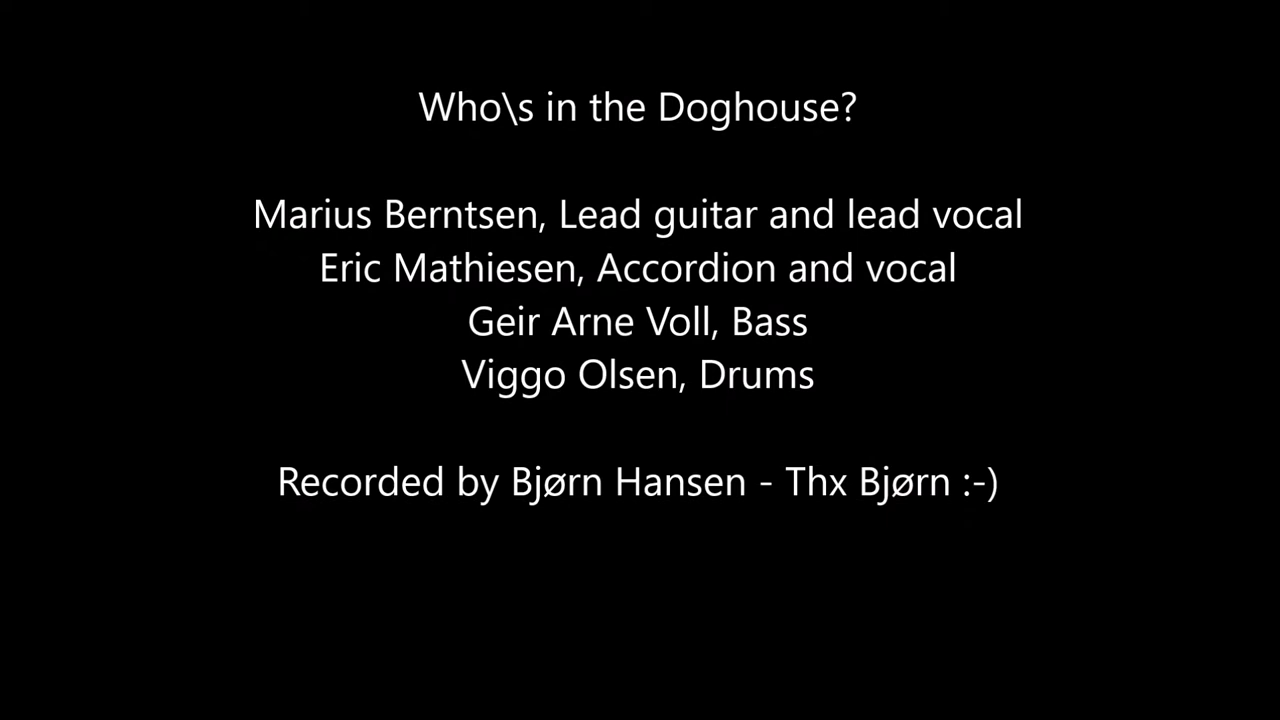 Who\s in the Doghouse?
Marius Berntsen, Lead guitar and lead vocal
Eric Mathiesen, Accordion and vocal
Geir Arne Voll, Bass
Viggo Olsen, Drums
Recorded by Bjørn Hansen - Thx Bjørn :-)